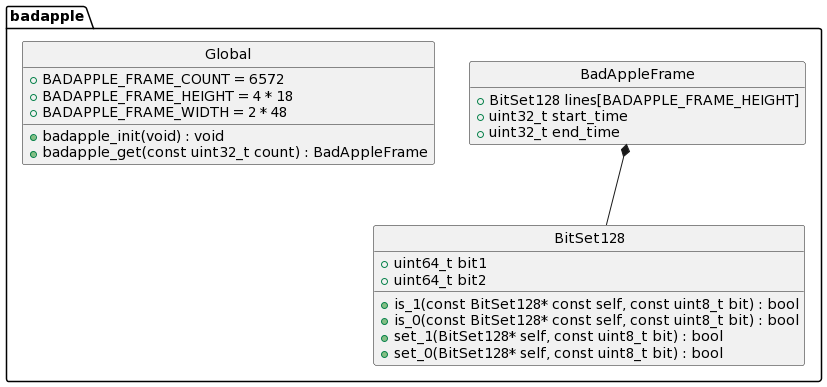 badapple
Global
BADAPPLE_FRAME_COUNT = 6572
BADAPPLE_FRAME_HEIGHT = 4 * 18
BADAPPLE_FRAME_WIDTH = 2 * 48
badapple_init(void) : void
badapple_get(const uint32_t count) : BadAppleFrame
BadAppleFrame
BitSet128 lines[BADAPPLE_FRAME_HEIGHT]
uint32_t start_time
uint32_t end_time
BitSet128
uint64_t bit1
uint64_t bit2
is_1(const BitSet128* const self, const uint8_t bit) : bool
is_0(const BitSet128* const self, const uint8_t bit) : bool
set_1(BitSet128* self, const uint8_t bit) : bool
set_0(BitSet128* self, const uint8_t bit) : bool